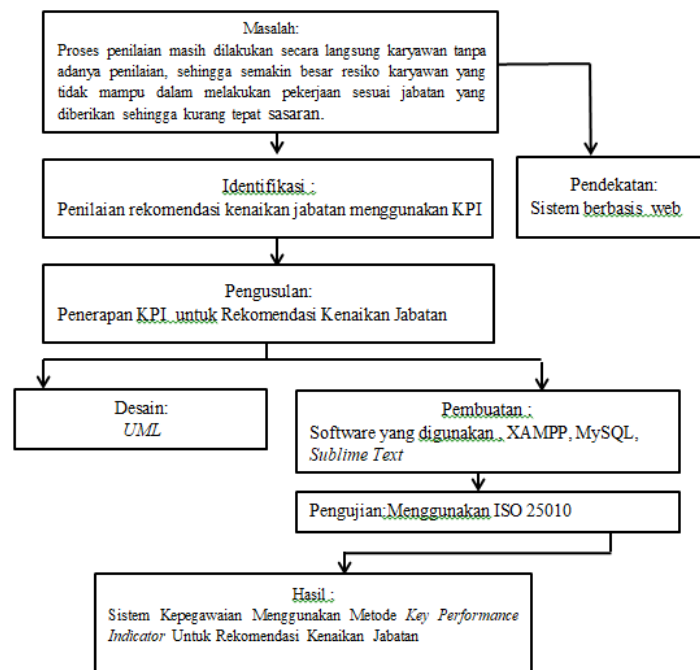 Masalah:
Proses penilaian masih dilakukan secara langsung karyawan tanpa
adanya penilaian, sehingga semakin besar resiko karyawan yang
tidak mampu dalam melakukan pekerjaan sesuai jabatan yang
diberikan sehingga kurang tepat sasaran.
Identifikasi :
Penilaian rekomendasi kenaikan jabatan menggunakan KPI
Pendekatan:
Sistem berbasis web
Pengusulan:
Penerapan KPI untuk Rekomendasi Kenaikan Jabatan
Desain:
UML
Pembuatan :
Software yang digunakan , XAMPP, MySQL,
Sublime Text
Pengujian:Menggunakan ISO 25010
Hasil :
Sistem Kepegawaian Menggunakan Metode Key Performance
Indicator Untuk Rekomendasi Kenaikan Jabatan